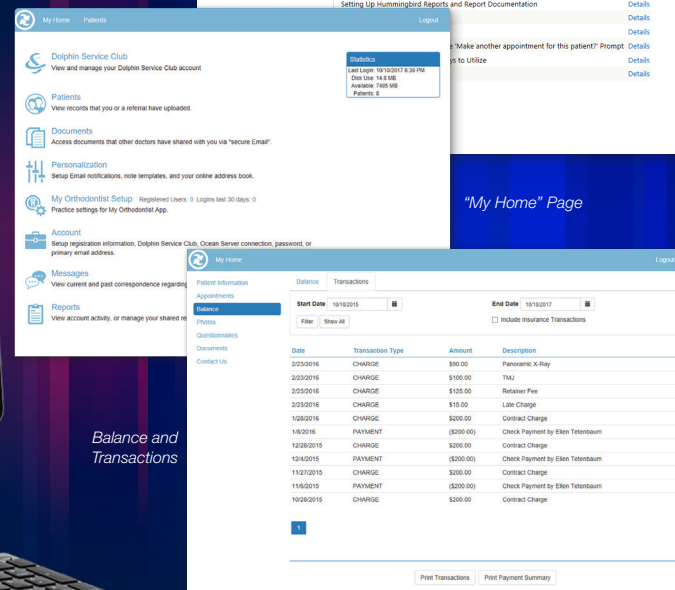 Setting Up Hummingbird Reports and Report Documentation Details
Details
Details
'Make another appointment for this patient?' Prompt Details
to Utilize Details
Details
My Home Patients Logout
Dolphin Service Club
View and manage your Dolphin Service Club account
Statistics
Last Login: 10/10/2017 6:39 PM
Disk Use: 14.8 MB
Available: 7485 MB
Patients: 8
Patients
View records that you or a referral have uploaded.
Documents
Access documents that other doctors have shared with you via "secure Email".
Personalization
Setup Email notifications, note templates, and your online address book.
My Orthodontist Setup Registered Users: 0 Logins last 30 days: 0
Practice settings for My Orthodontist App.
Account
Setup registration information, Dolphin Service Club, Ocean Server connection, password, or
primary email address.
Messages
View current and past correspondence regarding
Reports
View account activity, or manage your shared
"My Home" Page
Balance and
Transactions
My Home Logout
Patient Information
Appointments
Balance
Photos
Questionnaires
Documents
Contact Us
Balance Transactions
Start Date 10/18/2015 End Date 10/18/2017
Filter Show All Include Insurance Transactions
Date Transaction Type Amount Description
2/23/2016 CHARGE $90.00 Panoramic X-Ray
2/23/2016 CHARGE $100.00 TMJ
2/23/2016 CHARGE $125.00 Retainer Fee
2/23/2016 CHARGE $15.00 Late Charge
1/28/2016 CHARGE $200.00 Contract Charge
1/6/2016 PAYMENT ($200.00) Check Payment by Ellen Tetenbaum
12/28/2015 CHARGE $200.00 Contract Charge
12/4/2015 PAYMENT ($200.00) Check Payment by Ellen Tetenbaum
11/27/2015 CHARGE $200.00 Contract Charge
11/6/2015 PAYMENT ($200.00) Check Payment by Ellen Tetenbaum
10/28/2015 CHARGE $200.00 Contract Charge
1
Print Transactions Print Payment Summary